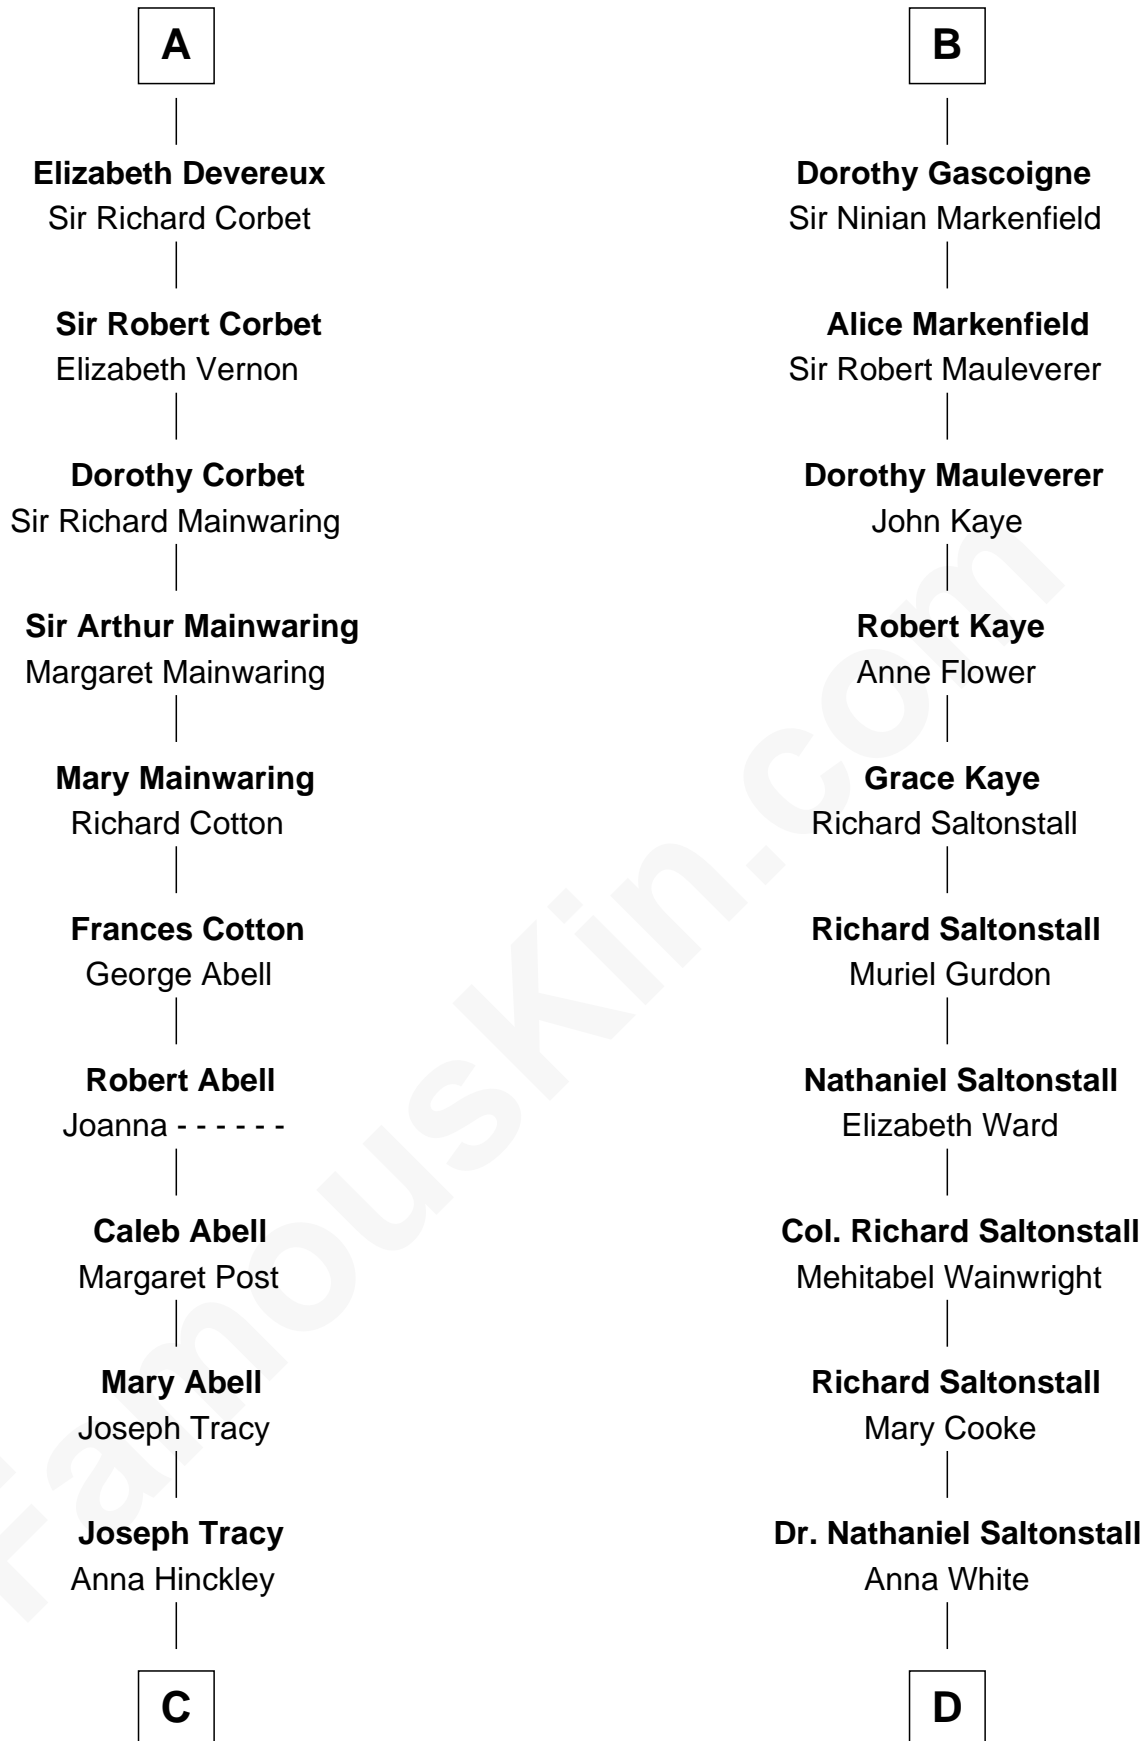 A
Elizabeth Devereux
Sir Richard Corbet
Sir Robert Corbet
Elizabeth Vernon
Dorothy Corbet
Sir Richard Mainwaring
Sir Arthur Mainwaring
Margaret Mainwaring
Mary Mainwaring
Richard Cotton
Frances Cotton
George Abell
Robert Abell
Joanna - - - - - -
Caleb Abell
Margaret Post
Mary Abell
Joseph Tracy
Joseph Tracy
Anna Hinckley
C
B
Dorothy Gascoigne
Sir Ninian Markenfield
Alice Markenfield
Sir Robert Mauleverer
Dorothy Mauleverer
John Kaye
Robert Kaye
Anne Flower
Grace Kaye
Richard Saltonstall
Richard Saltonstall
Muriel Gurdon
Nathaniel Saltonstall
Elizabeth Ward
Col. Richard Saltonstall
Mehitabel Wainwright
Richard Saltonstall
Mary Cooke
Dr. Nathaniel Saltonstall
Anna White
D
FamousKin.com